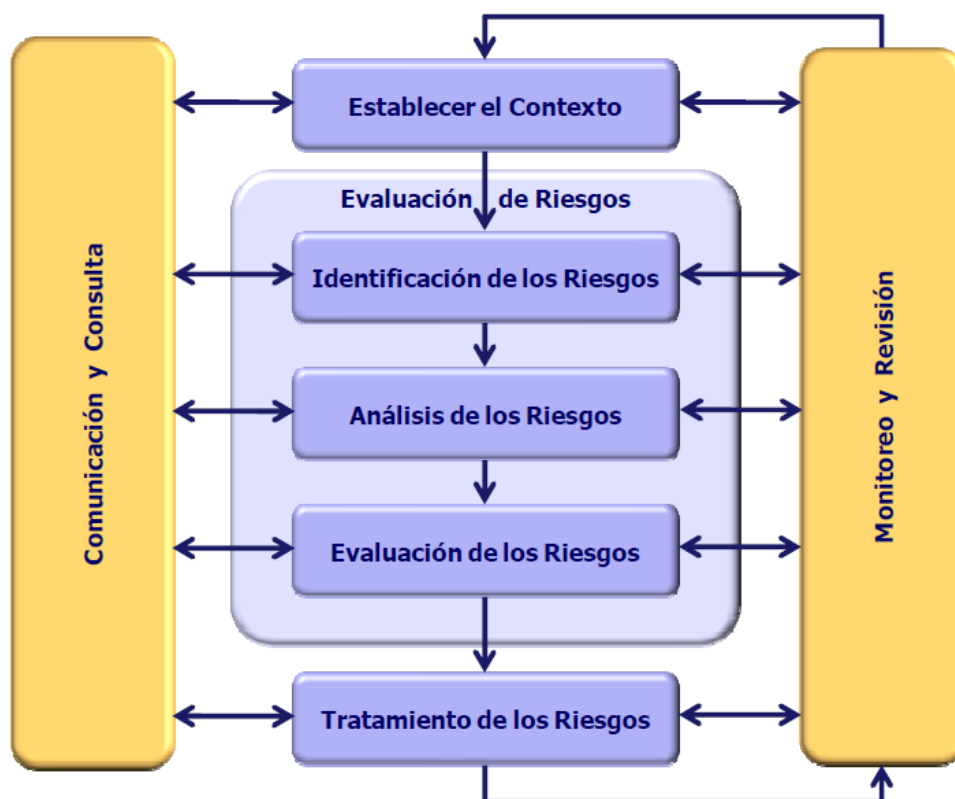 Establecer el Contexto
Evaluación de Riesgos
Identificación de los Riesgos
Análisis de los Riesgos
Evaluación de los Riesgos
Tratamiento de los Riesgos
Comunicación y Consulta
Monitoreo y Revisión